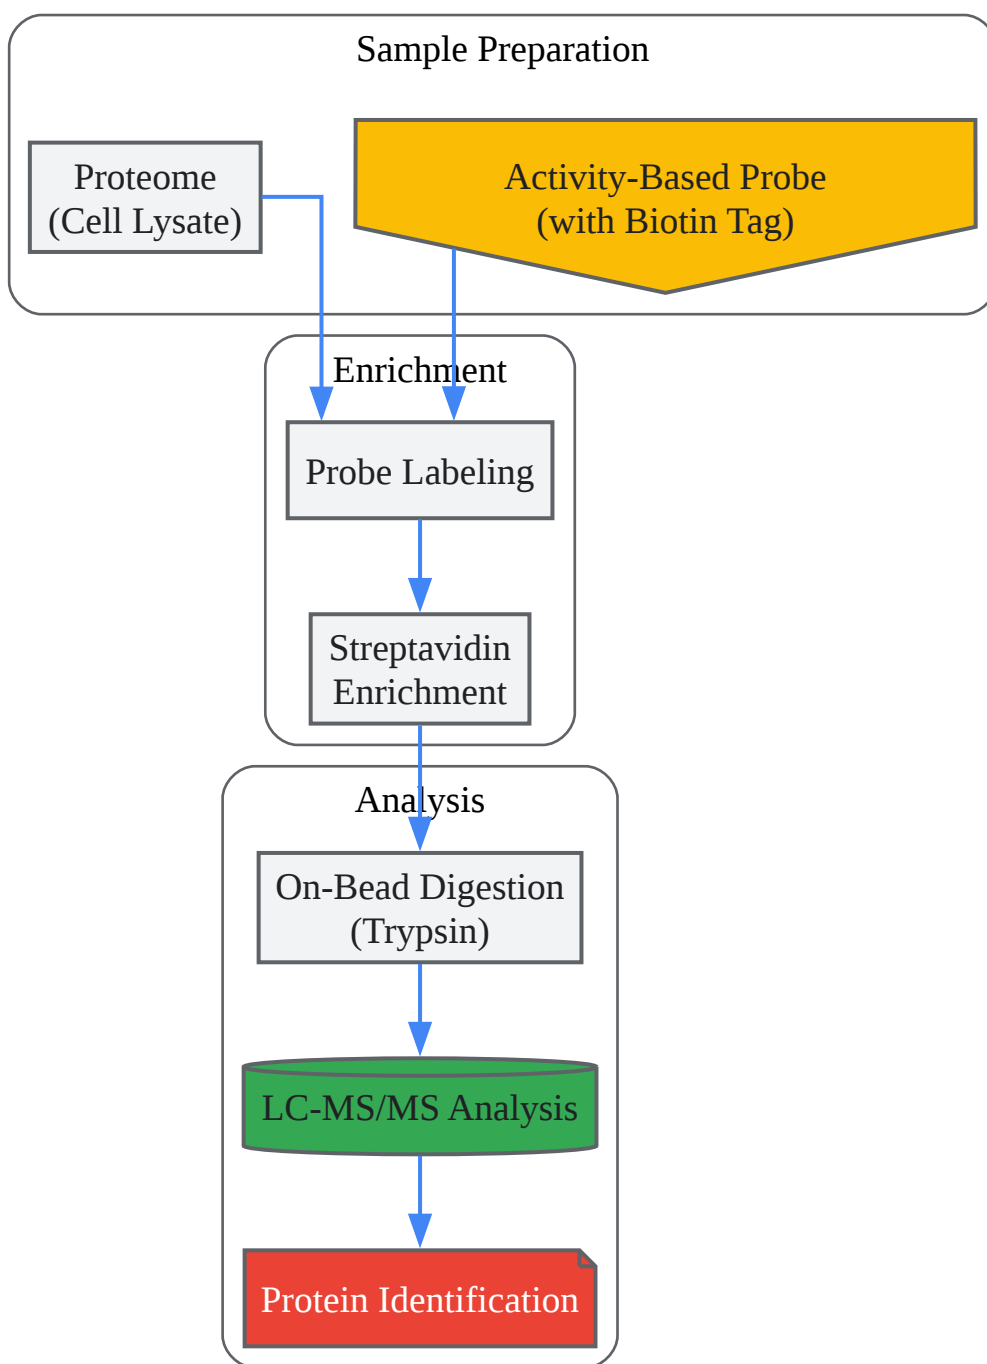 Sample Preparation
Proteome
(Cell Lysate)
Activity-Based Probe
(with Biotin Tag)
Enrichment
Probe Labeling
Streptavidin
Enrichment
Analysis
On-Bead Digestion
(Trypsin)
LC-MS/MS Analysis
Protein Identification